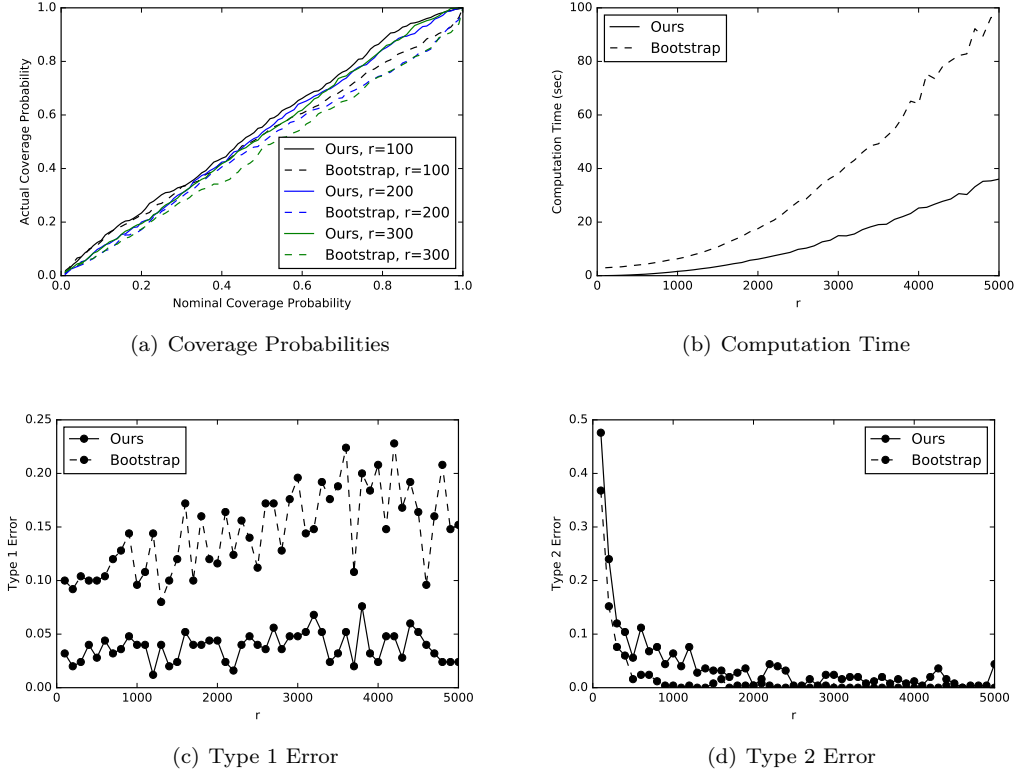 Actual Coverage Probability
1.0
0.8
0.6
0.4
0.2
0.0
Ours, r=100
Bootstrap, r=100
Ours, r=200
Bootstrap, r=200
Ours, r=300
Bootstrap, r=300
0.0 0.2 0.4 0.6 0.8 1.0
Nominal Coverage Probability
(a) Coverage Probabilities
Computation Time (sec)
100
80
60
40
20
0
Ours
Bootstrap
0 1000 2000 3000 4000 5000
r
(b) Computation Time
Type 1 Error
0.25
0.20
0.15
0.10
0.05
0.00
Ours
Bootstrap
0 1000 2000 3000 4000 5000
r
(c) Type 1 Error
Type 2 Error
0.5
0.4
0.3
0.2
0.1
0.0
Ours
Bootstrap
0 1000 2000 3000 4000 5000
r
(d) Type 2 Error